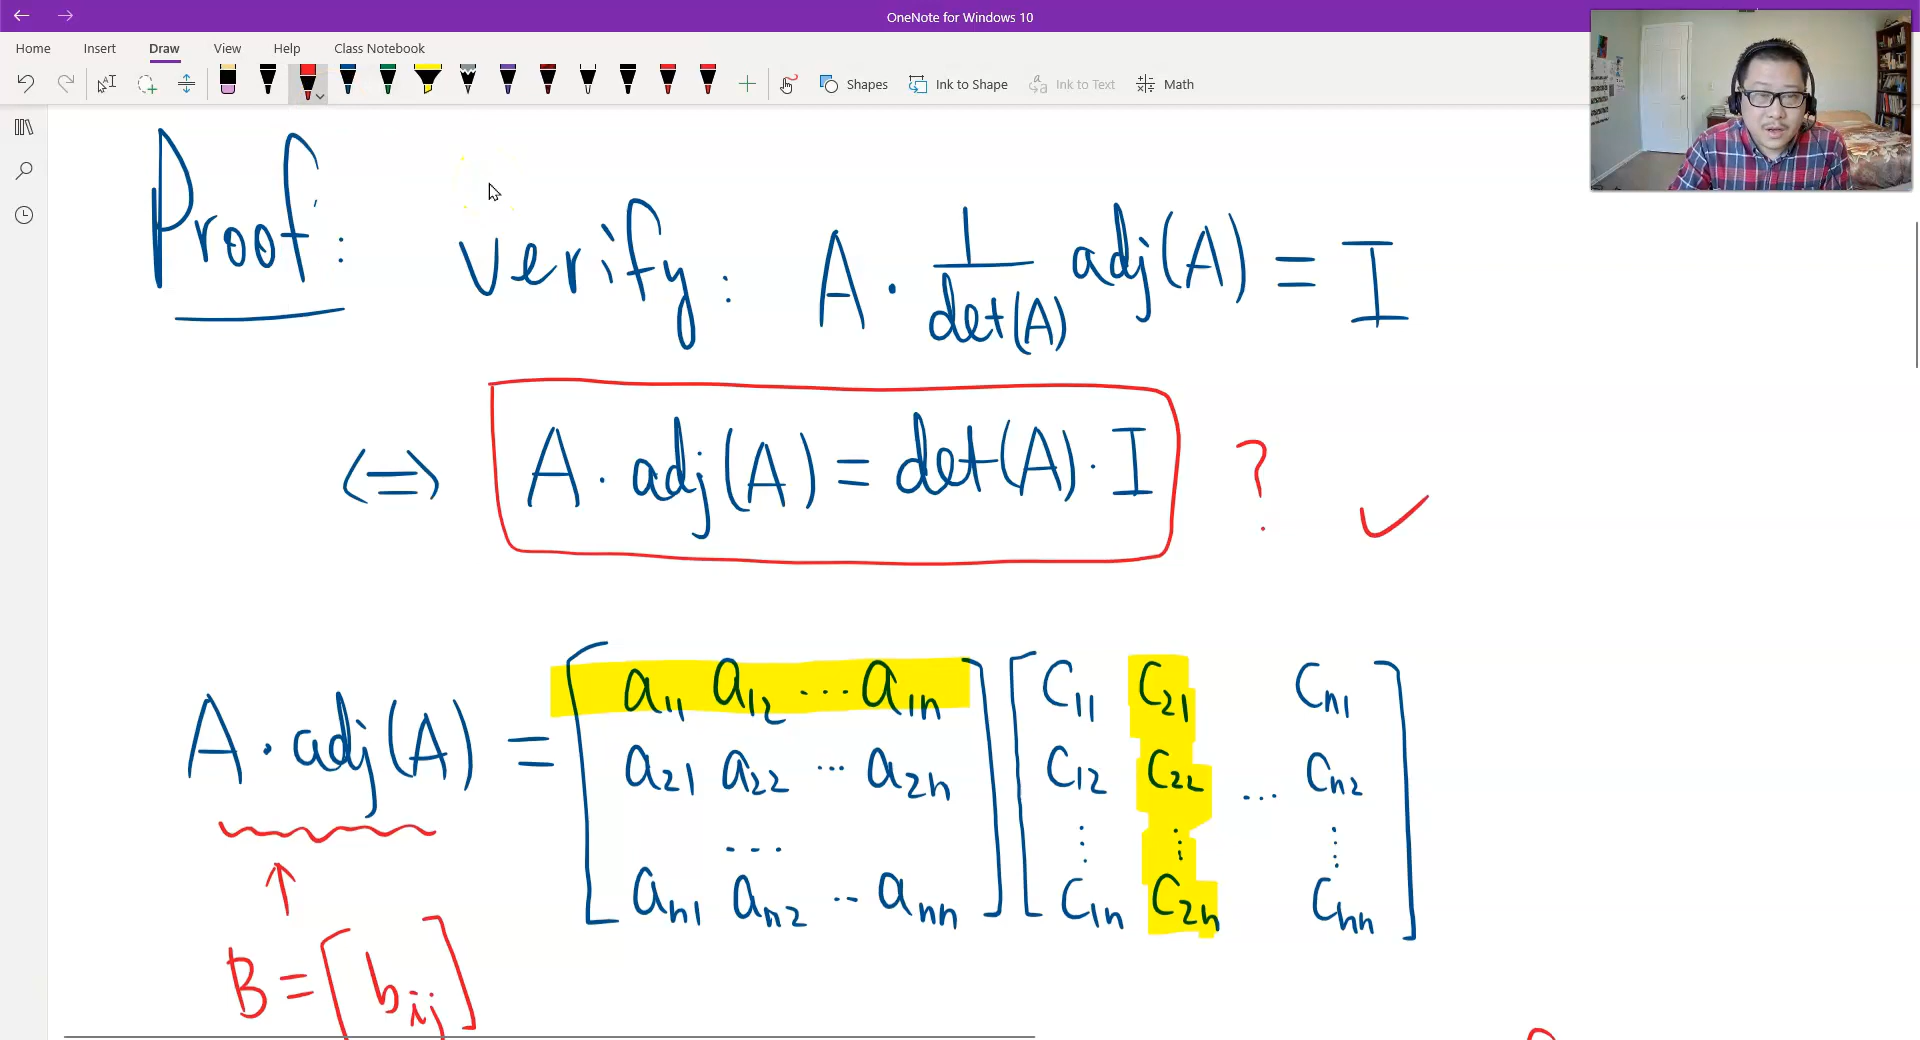 OneNote for Windows 10
Home Insert Draw View Help Class Notebook
Shapes Ink to Shape Ink to Text Math
Proof: verify: A · 1/det(A) adj(A) = I
⟺ A · adj(A) = det(A) · I ? ✓
A · adj(A) = [ a₁₁ a₁₂ ... a₁ₙ ] [ C₁₁ C₂₁ Cₙ₁ ]
a₂₁ a₂₂ ... a₂ₙ C₁₂ C₂₂ ... Cₙ₂
... ⋮ ⋮ ⋮
aₙ₁ aₙ₂ .. aₙₙ C₁ₙ C₂ₙ Cₙₙ
B = [ bᵢⱼ ]